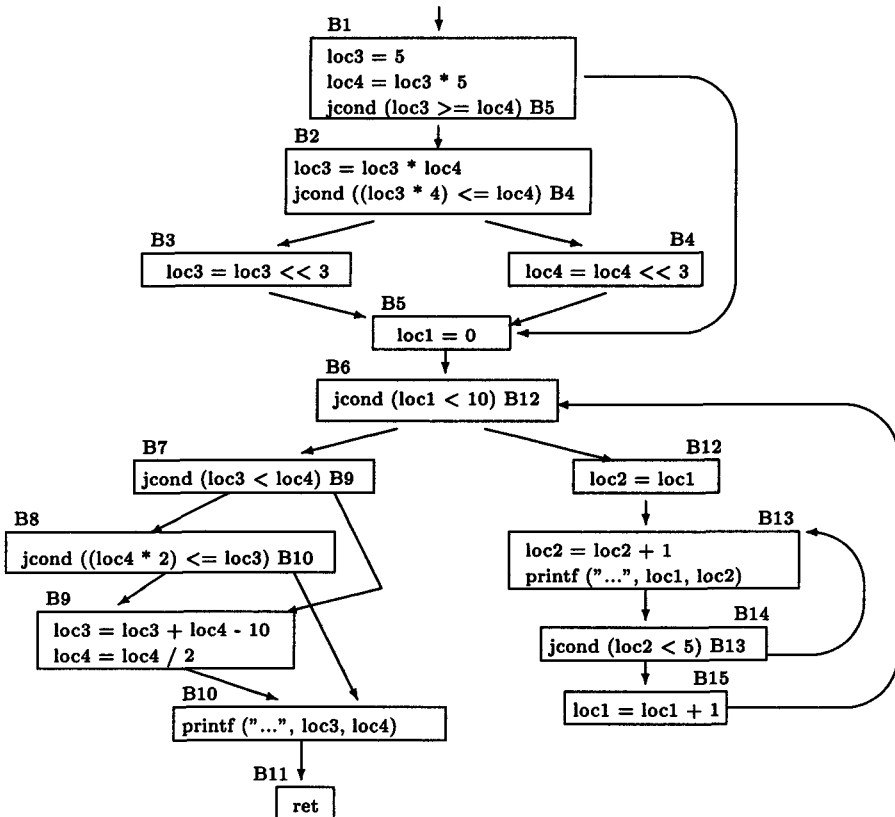 B1
loc3 = 5
loc4 = loc3 * 5
jcond (loc3 >= loc4) B5
B2
loc3 = loc3 * loc4
jcond ((loc3 * 4) <= loc4) B4
B3
loc3 = loc3 << 3
B4
loc4 = loc4 << 3
B5
loc1 = 0
B6
jcond (loc1 < 10) B12
B7
jcond (loc3 < loc4) B9
B8
jcond ((loc4 * 2) <= loc3) B10
B9
loc3 = loc3 + loc4 - 10
loc4 = loc4 / 2
B10
printf ("...", loc3, loc4)
B11
ret
B12
loc2 = loc1
B13
loc2 = loc2 + 1
printf ("...", loc1, loc2)
B14
jcond (loc2 < 5) B13
B15
loc1 = loc1 + 1